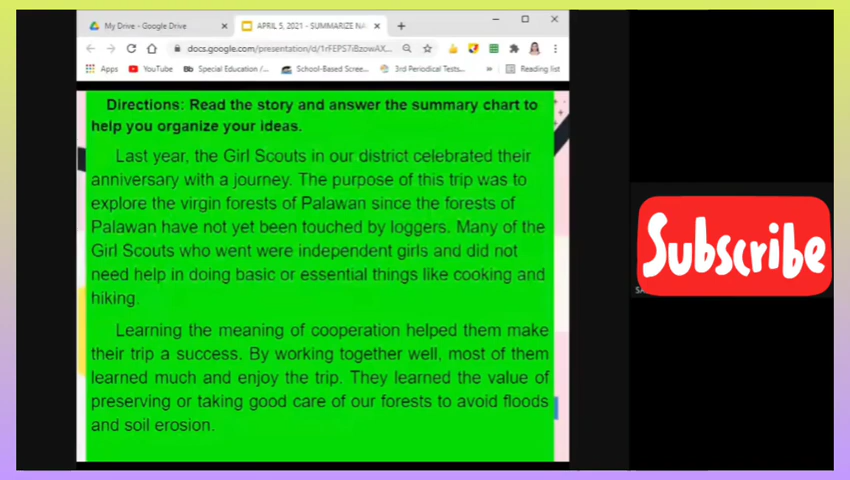 My Drive - Google Drive
APRIL 5, 2021 - SUMMARIZE NA
docs.google.com/presentation/d/1rFEPS7iBzowAX...
Apps YouTube Special Education /... School-Based Scree... 3rd Periodical Tests... » Reading list
Directions: Read the story and answer the summary chart to
help you organize your ideas.
Last year, the Girl Scouts in our district celebrated their
anniversary with a journey. The purpose of this trip was to
explore the virgin forests of Palawan since the forests of
Palawan have not yet been touched by loggers. Many of the
Girl Scouts who went were independent girls and did not
need help in doing basic or essential things like cooking and
hiking.
Learning the meaning of cooperation helped them make
their trip a success. By working together well, most of them
learned much and enjoy the trip. They learned the value of
preserving or taking good care of our forests to avoid floods
and soil erosion.
Subscribe